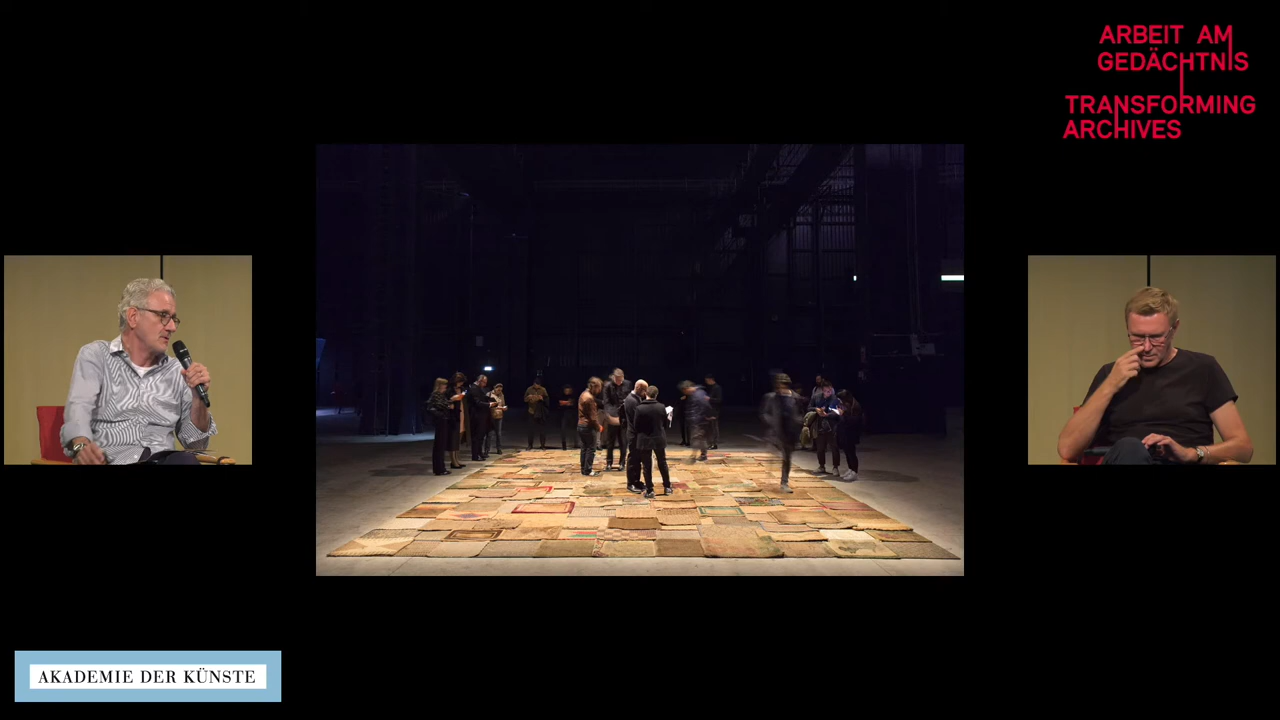 ARBEIT AM
GEDÄCHTNIS
TRANSFORMING
ARCHIVES
AKADEMIE DER KÜNSTE